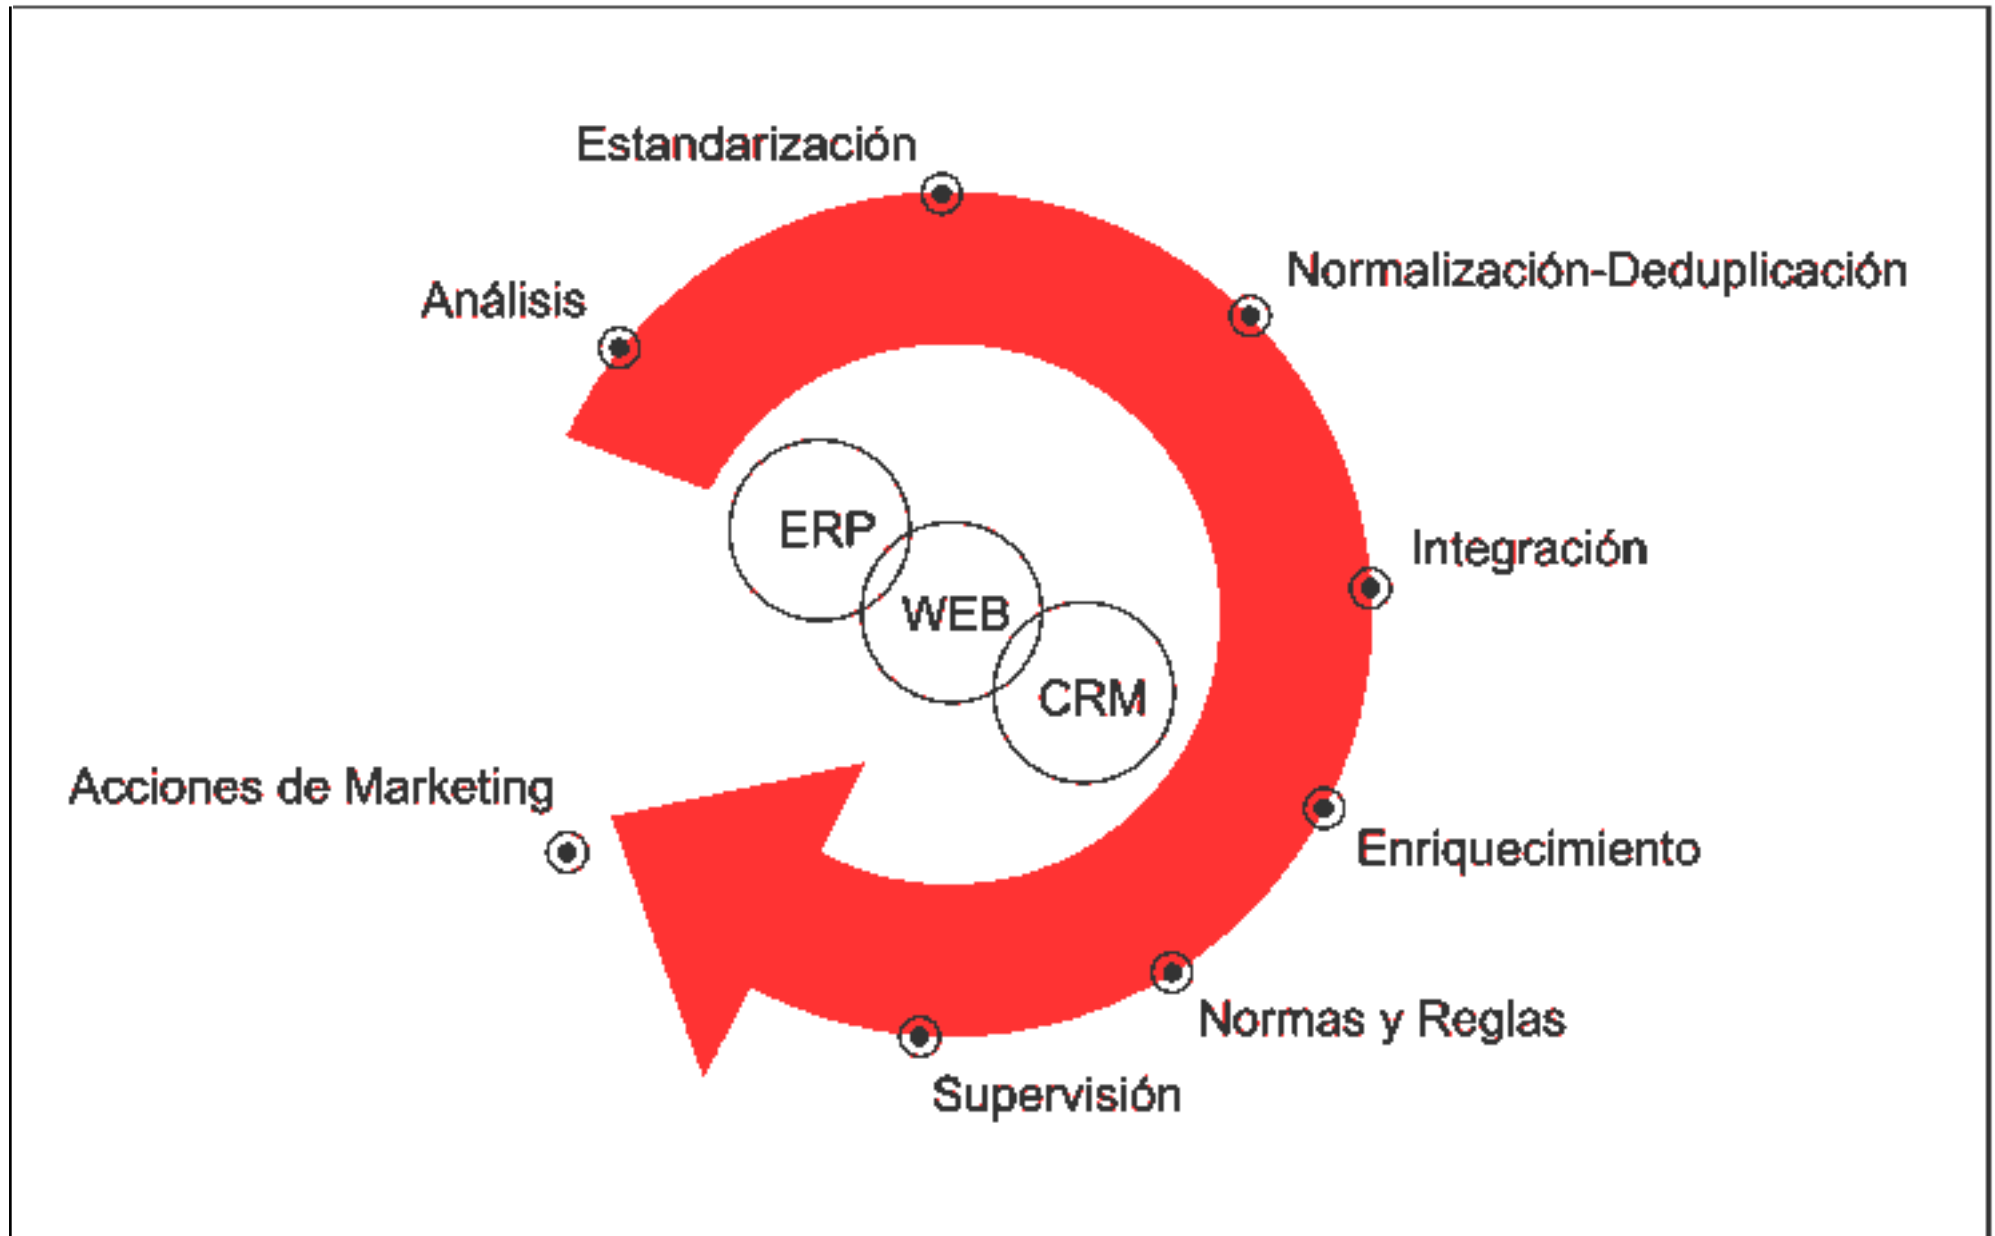 Estandarización
Normalización-Deduplicación
Análisis
ERP
Integración
WEB
CRM
Acciones de Marketing
Enriquecimiento
Normas y Reglas
Supervisión